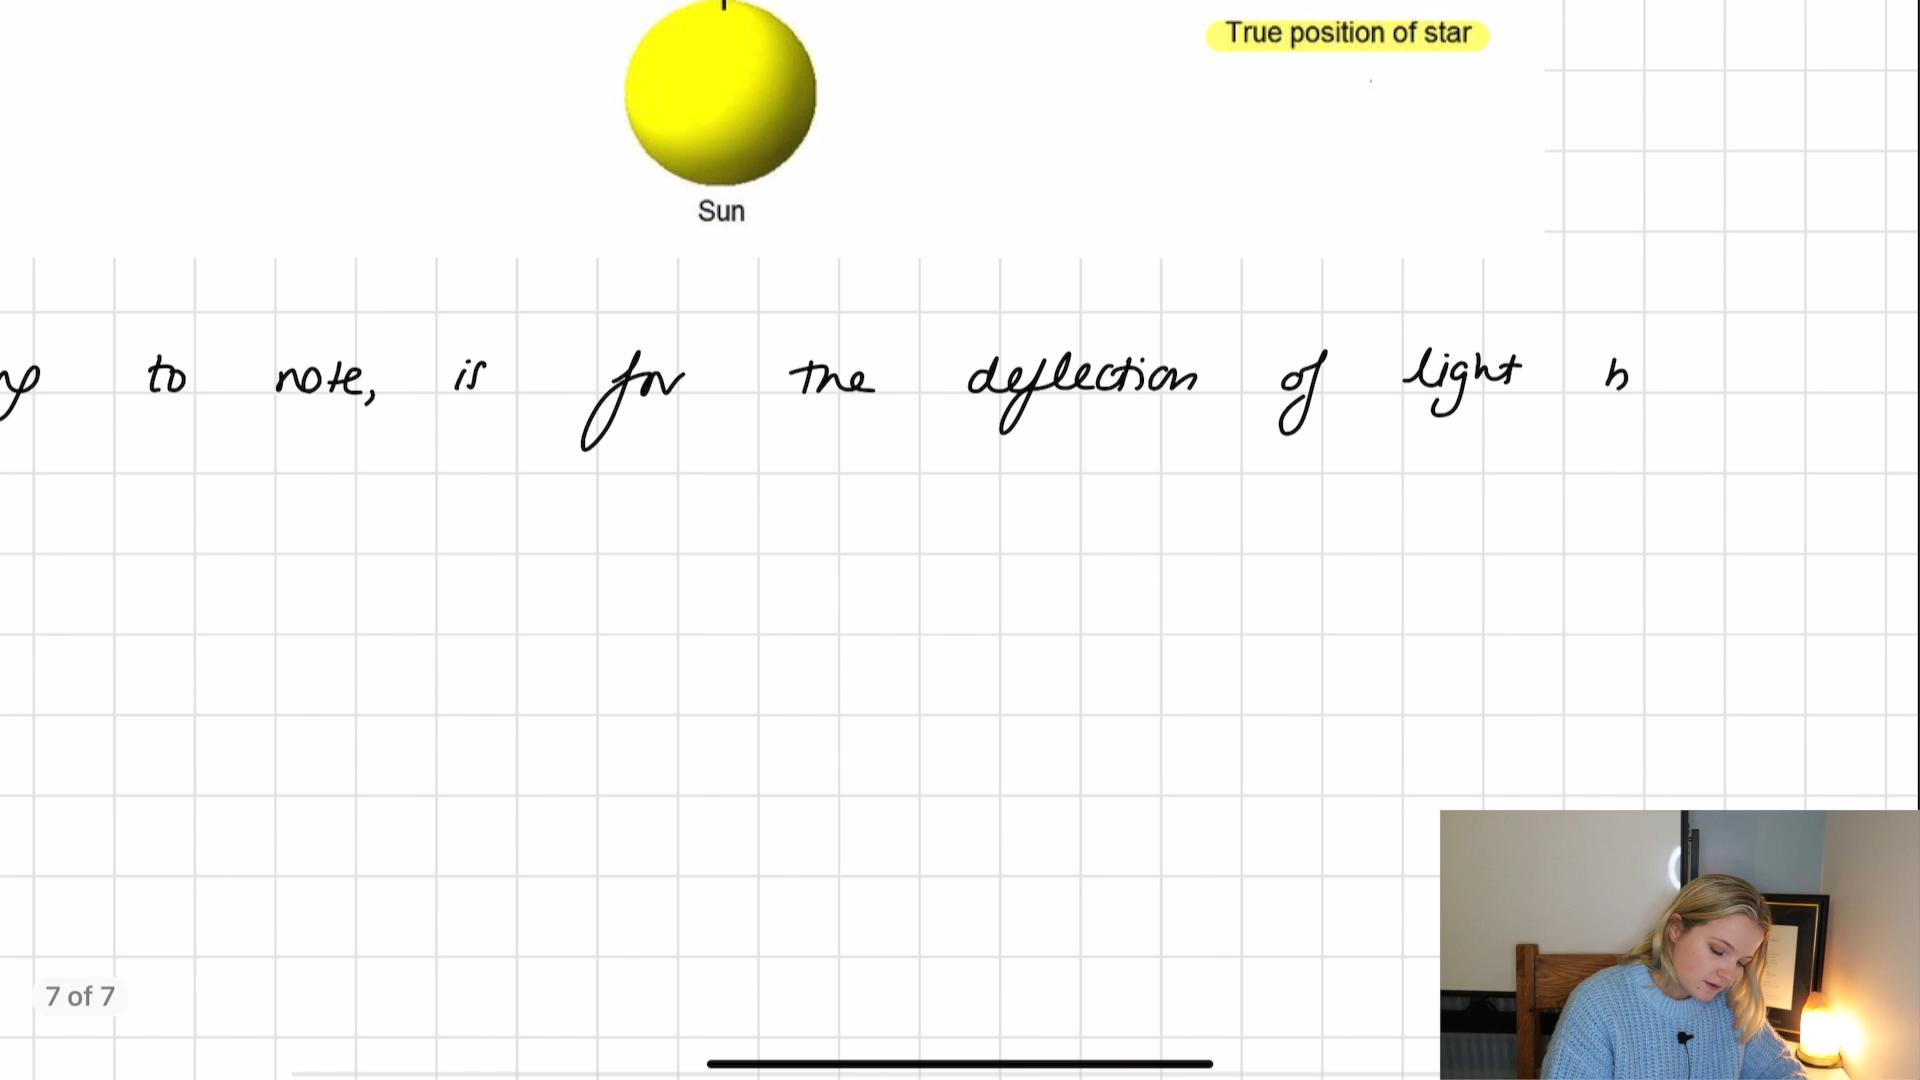 True position of star
Sun
to note, is for the deflection of light
7 of 7